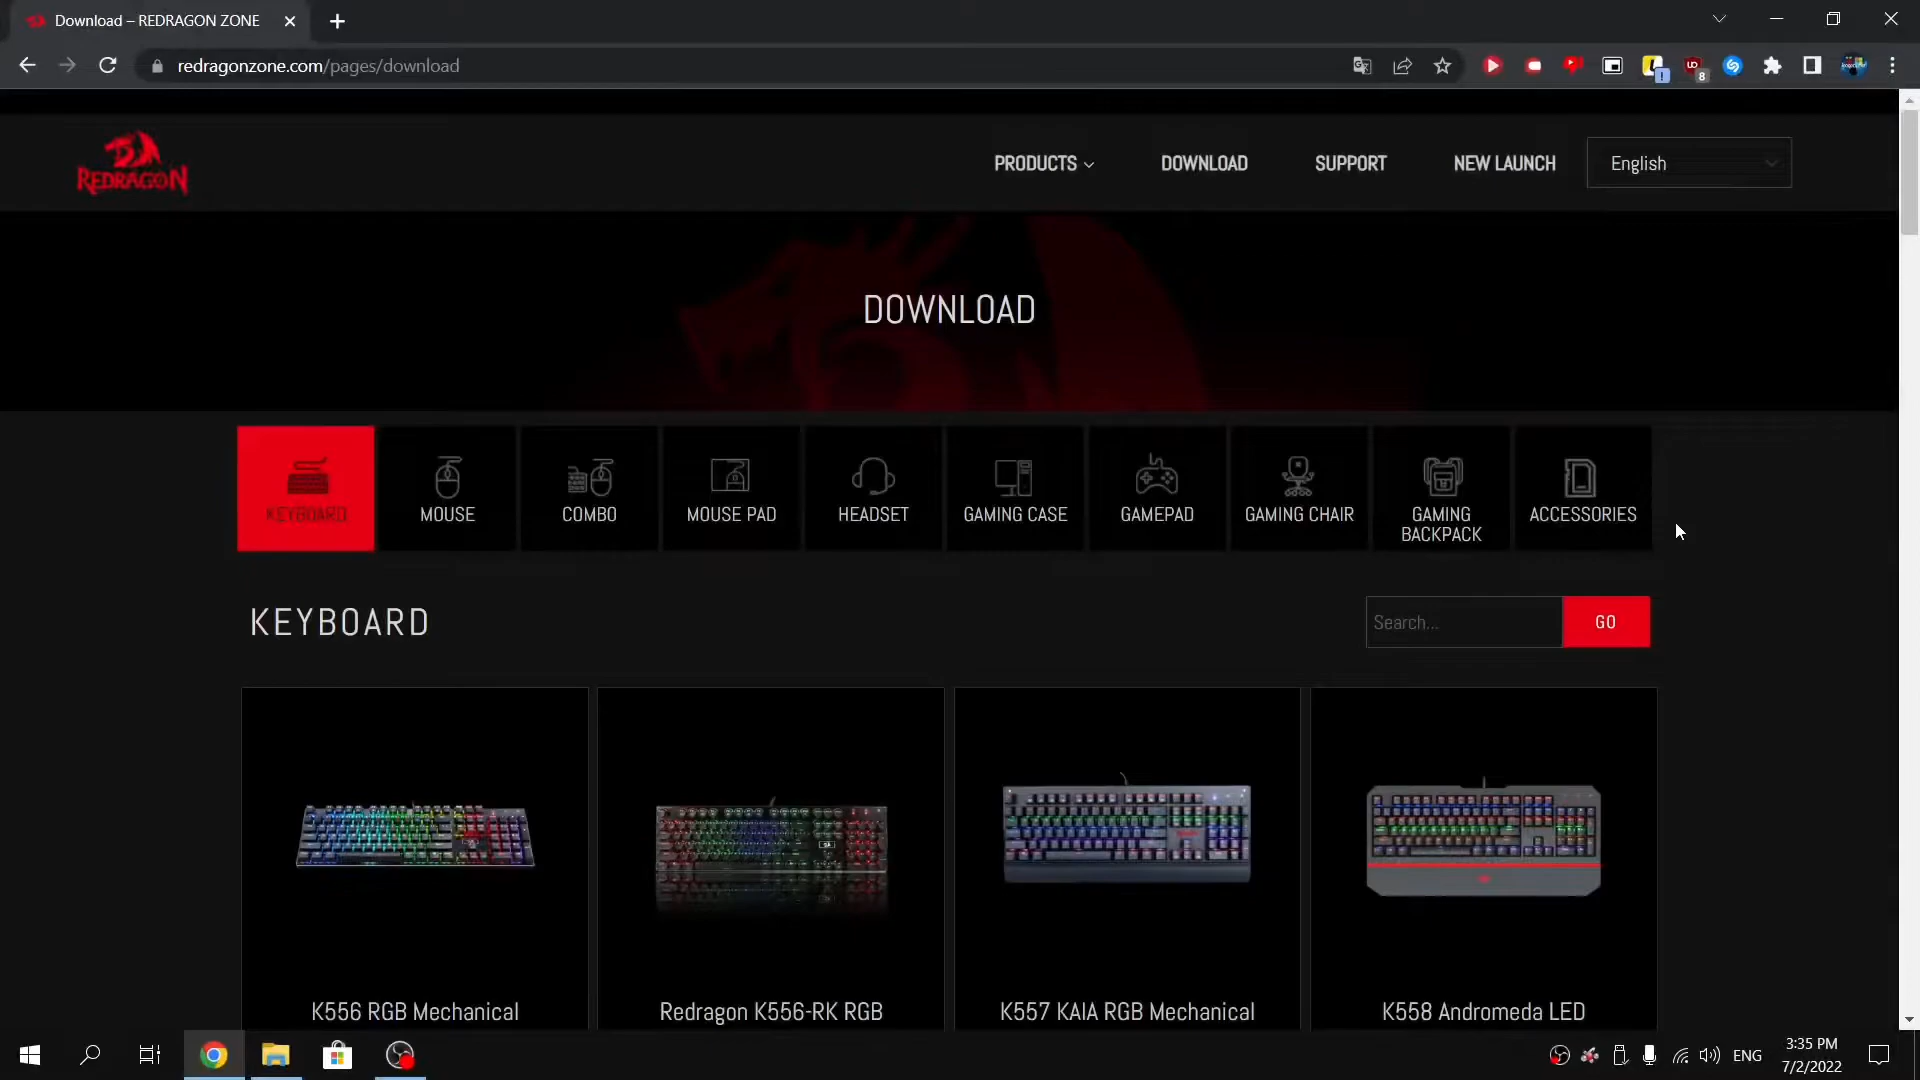 Download – REDRAGON ZONE
redragonzone.com/pages/download
REDRAGON
PRODUCTS
DOWNLOAD
SUPPORT
NEW LAUNCH
English
DOWNLOAD
KEYBOARD
MOUSE
COMBO
MOUSE PAD
HEADSET
GAMING CASE
GAMEPAD
GAMING CHAIR
GAMING
BACKPACK
ACCESSORIES
KEYBOARD
Search...
GO
K556 RGB Mechanical
Redragon K556-RK RGB
K557 KAIA RGB Mechanical
K558 Andromeda LED
ENG
3:35 PM
7/2/2022